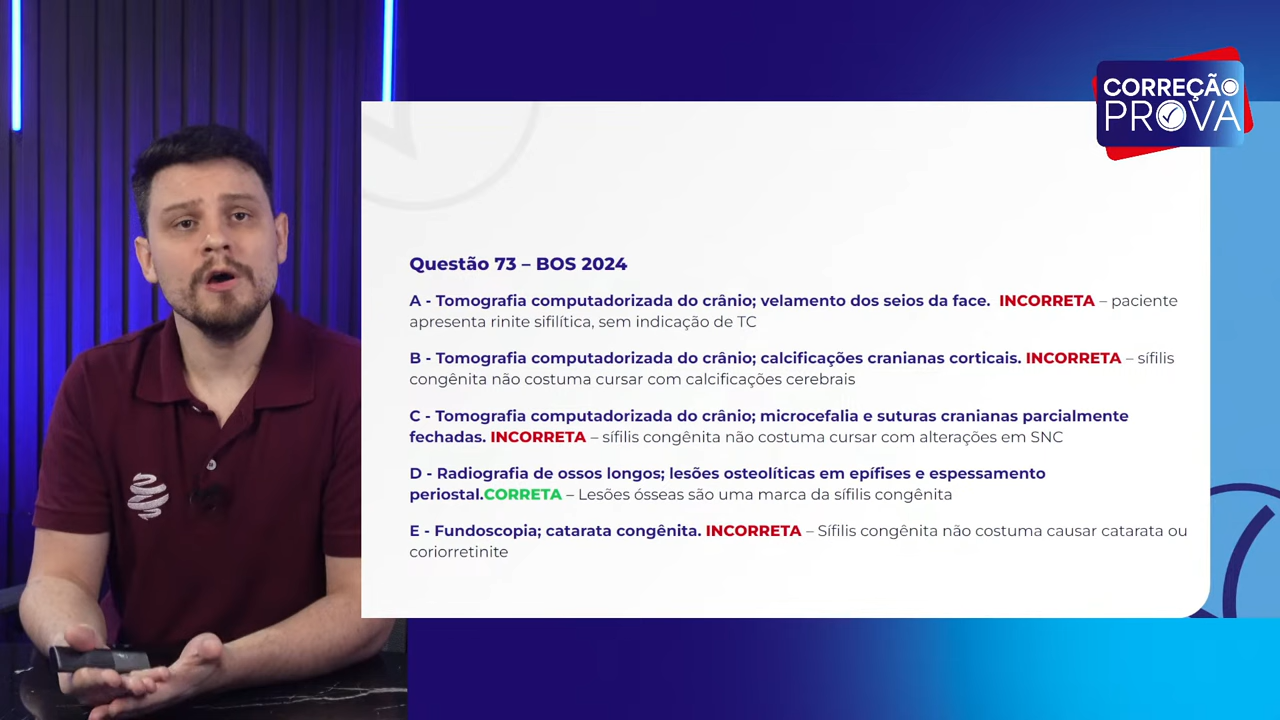 CORREÇÃO
PROVA
Questão 73 – BOS 2024
A - Tomografia computadorizada do crânio; velamento dos seios da face. INCORRETA – paciente
apresenta rinite sifilítica, sem indicação de TC
B - Tomografia computadorizada do crânio; calcificações cranianas corticais. INCORRETA – sífilis
congênita não costuma cursar com calcificações cerebrais
C - Tomografia computadorizada do crânio; microcefalia e suturas cranianas parcialmente
fechadas. INCORRETA – sífilis congênita não costuma cursar com alterações em SNC
D - Radiografia de ossos longos; lesões osteolíticas em epífises e espessamento
periostal.CORRETA – Lesões ósseas são uma marca da sífilis congênita
E - Fundoscopia; catarata congênita. INCORRETA – Sífilis congênita não costuma causar catarata ou
coriorretinite